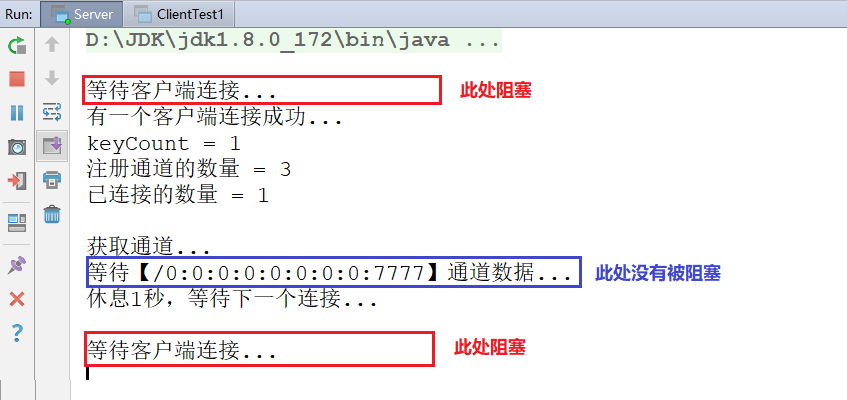 Run: Server ClientTest1
D:\JDK\jdk1.8.0_172\bin\java ...
等待客户端连接... 此处阻塞
有一个客户端连接成功...
keyCount = 1
注册通道的数量 = 3
已连接的数量 = 1
获取通道...
等待【/0:0:0:0:0:0:0:0:7777】通道数据... 此处没有被阻塞
休息1秒，等待下一个连接...
等待客户端连接... 此处阻塞